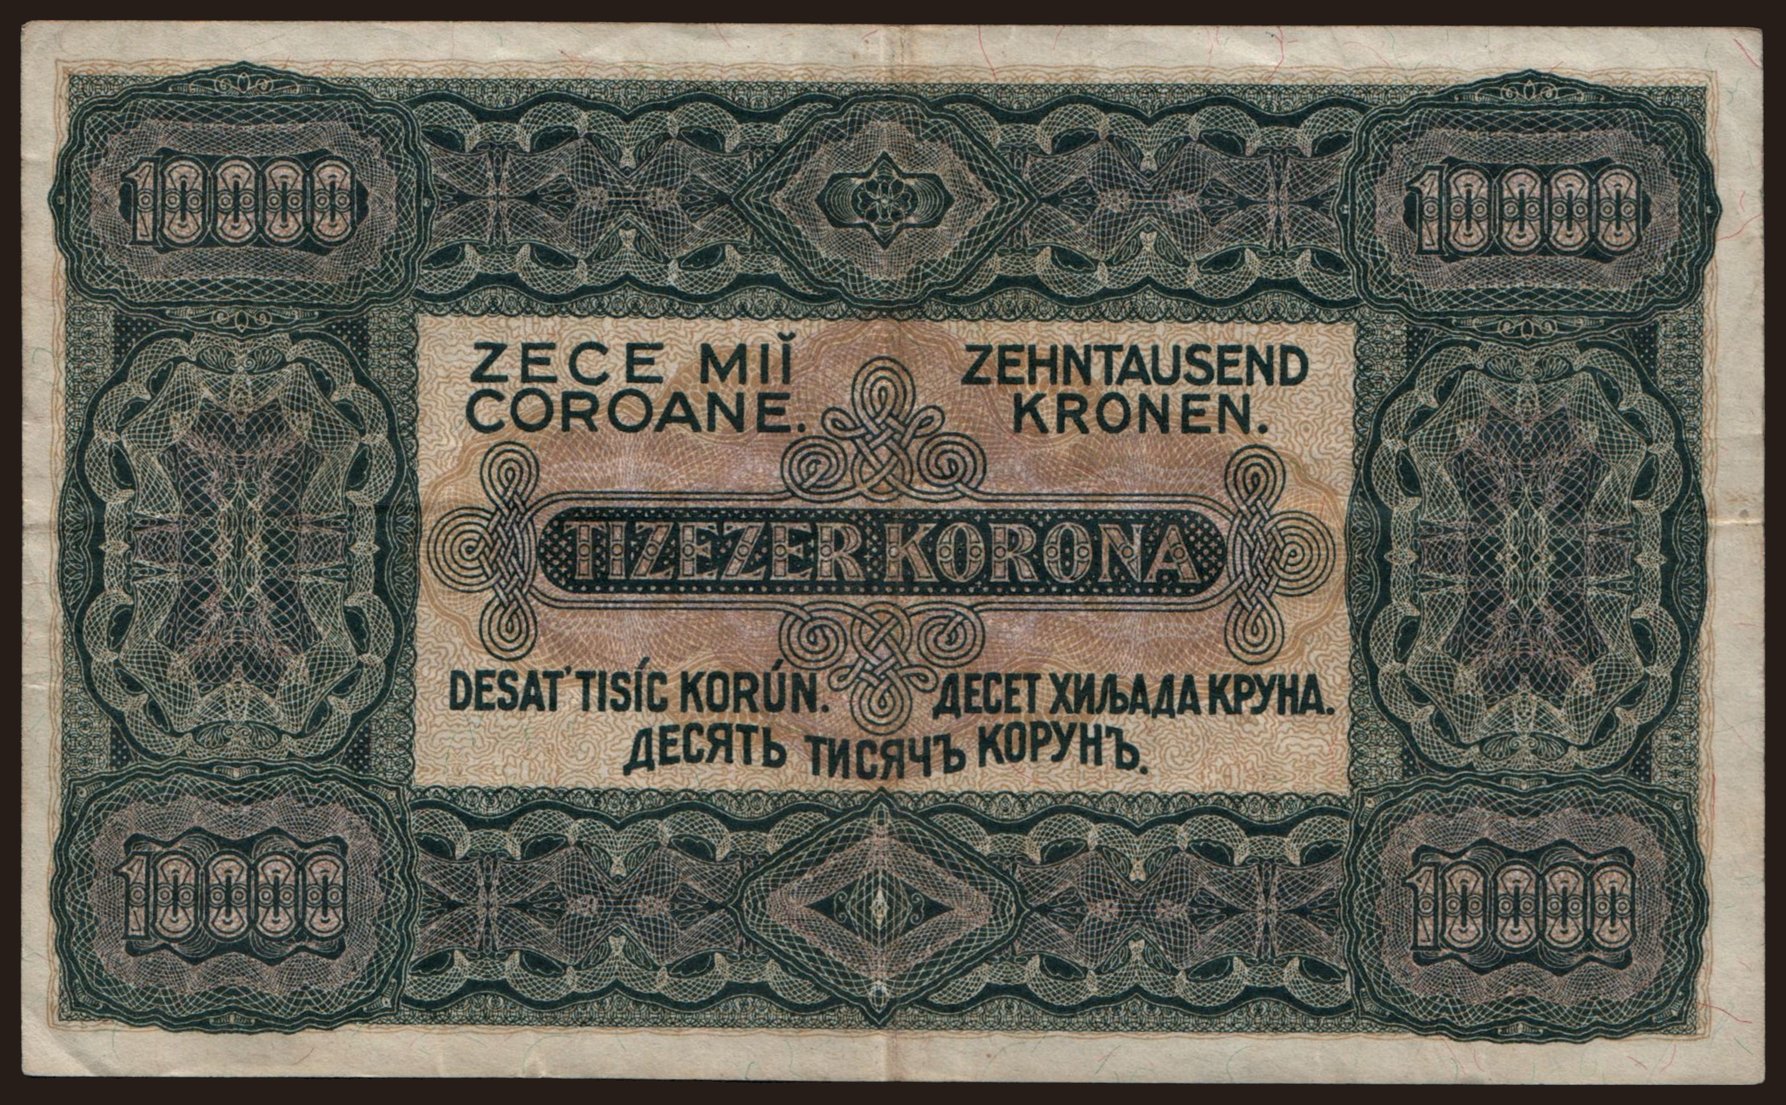 10000
10000
ZECE MIĬ
COROANE.
ZEHNTAUSEND
KRONEN.
TIZEZER KORONA
DESAT' TISÍC KORÚN.
ДЕСЕТ ХИЉАДА КРУНА.
ДЕСЯТЬ ТИСЯЧЪ КОРУНЪ.
10000
10000